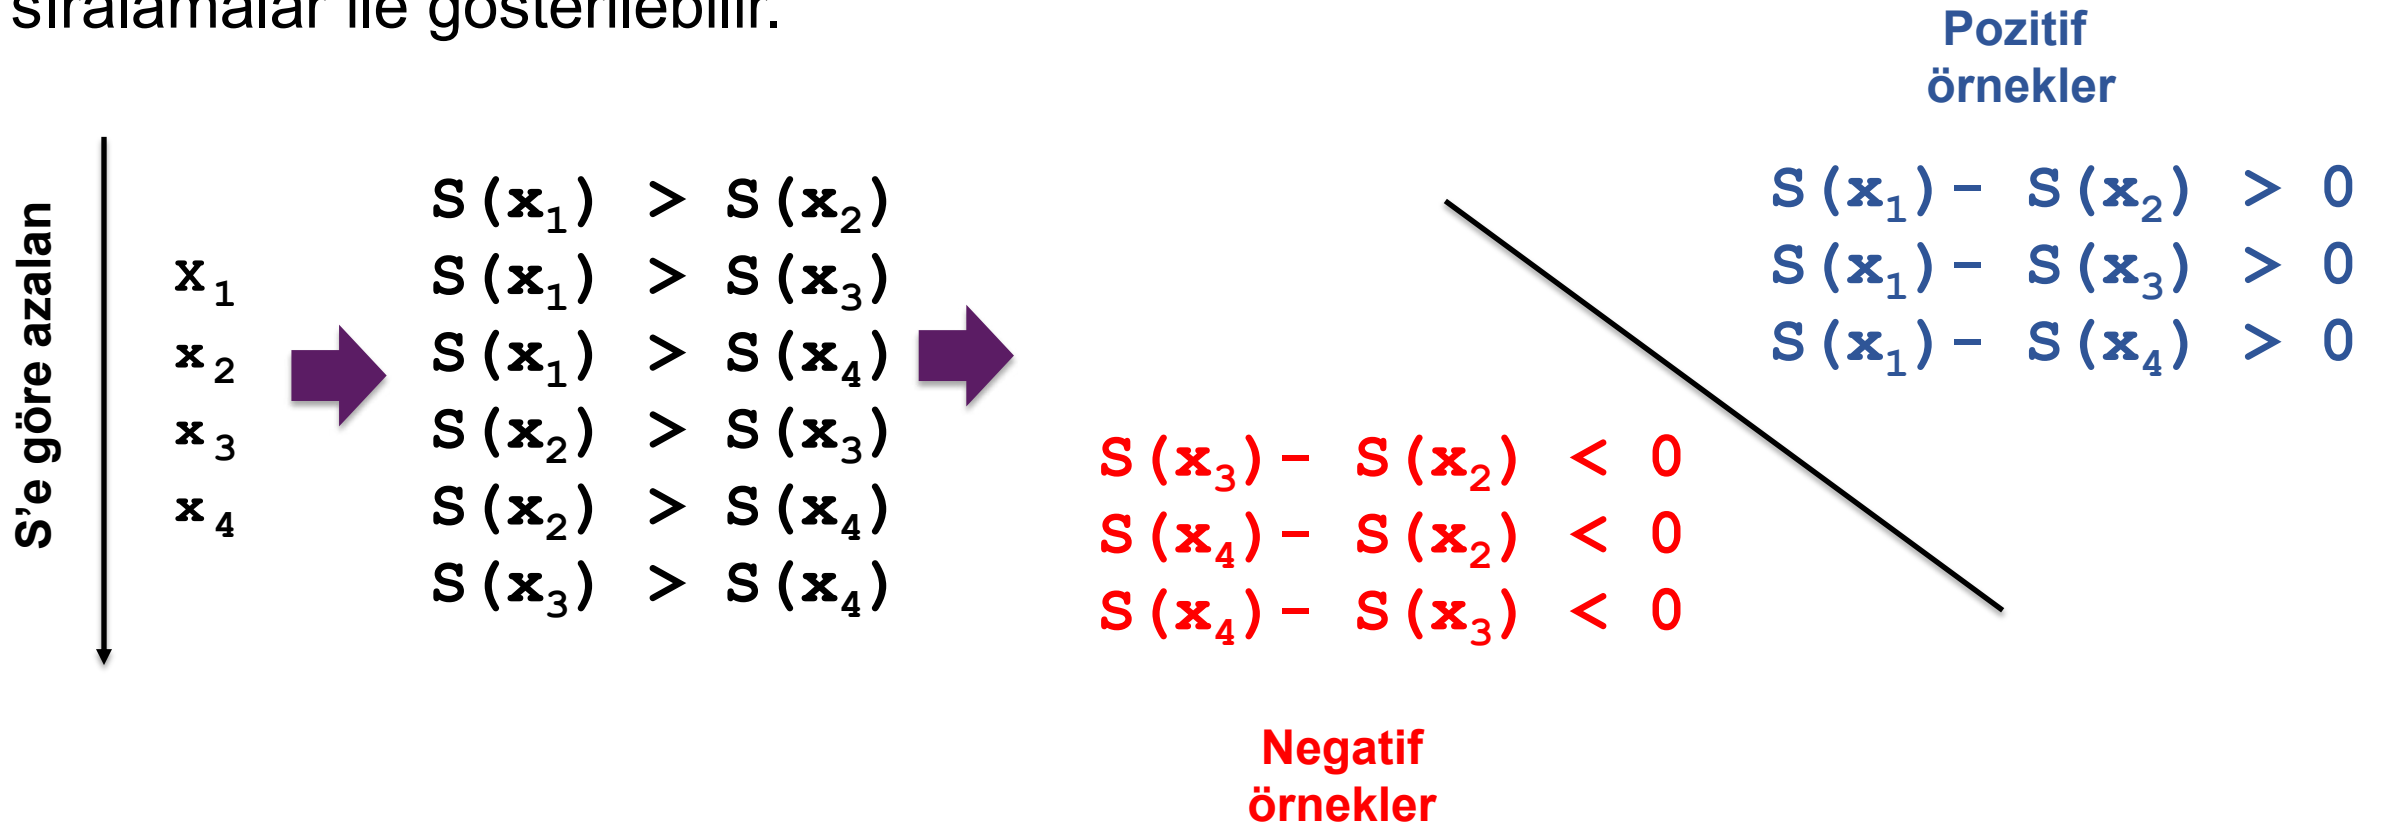 sıralamalar ile gösterilebilir.
S'e göre azalan
x1
x2
x3
x4
S(x1) > S(x2)
S(x1) > S(x3)
S(x1) > S(x4)
S(x2) > S(x3)
S(x2) > S(x4)
S(x3) > S(x4)
Pozitif
örnekler
S(x1)- S(x2) > 0
S(x1)- S(x3) > 0
S(x1)- S(x4) > 0
S(x3)- S(x2) < 0
S(x4)- S(x2) < 0
S(x4)- S(x3) < 0
Negatif
örnekler